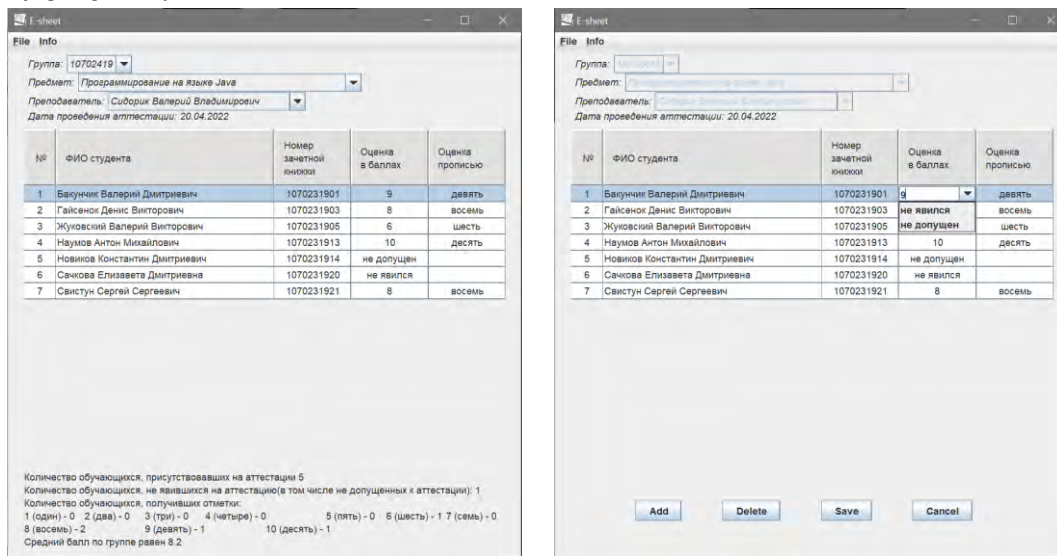 E-sheet
File Info
Группа: 10702419
Предмет: Программирование на языке Java
Преподаватель: Сидорик Валерий Владимирович
Дата проведения аттестации: 20.04.2022
№ ФИО студента Номер зачетной книжки Оценка в баллах Оценка прописью
1 Бакунчик Валерий Дмитриевич 1070231901 9 девять
2 Гайсенок Денис Викторович 1070231903 8 восемь
3 Жуковский Валерий Викторович 1070231905 6 шесть
4 Наумов Антон Михайлович 1070231913 10 десять
5 Новиков Константин Дмитриевич 1070231914 не допущен
6 Сачкова Елизавета Дмитриевна 1070231920 не явился
7 Свистун Сергей Сергеевич 1070231921 8 восемь
Количество обучающихся, присутствовавших на аттестации 5
Количество обучающихся, не явившихся на аттестацию(в том числе не допущенных к аттестации): 1
Количество обучающихся, получивших отметки:
1 (один) - 0 2 (два) - 0 3 (три) - 0 4 (четыре) - 0 5 (пять) - 0 6 (шесть) - 1 7 (семь) - 0
8 (восемь) - 2 9 (девять) - 1 10 (десять) - 1
Средний балл по группе равен 8.2
E-sheet
File Info
Группа:
Предмет:
Преподаватель:
Дата проведения аттестации: 20.04.2022
№ ФИО студента Номер зачетной книжки Оценка в баллах Оценка прописью
1 Бакунчик Валерий Дмитриевич 1070231901 9 девять
2 Гайсенок Денис Викторович 1070231903 не явился восемь
3 Жуковский Валерий Викторович 1070231905 не допущен шесть
4 Наумов Антон Михайлович 1070231913 10 десять
5 Новиков Константин Дмитриевич 1070231914 не допущен
6 Сачкова Елизавета Дмитриевна 1070231920 не явился
7 Свистун Сергей Сергеевич 1070231921 8 восемь
Add Delete Save Cancel